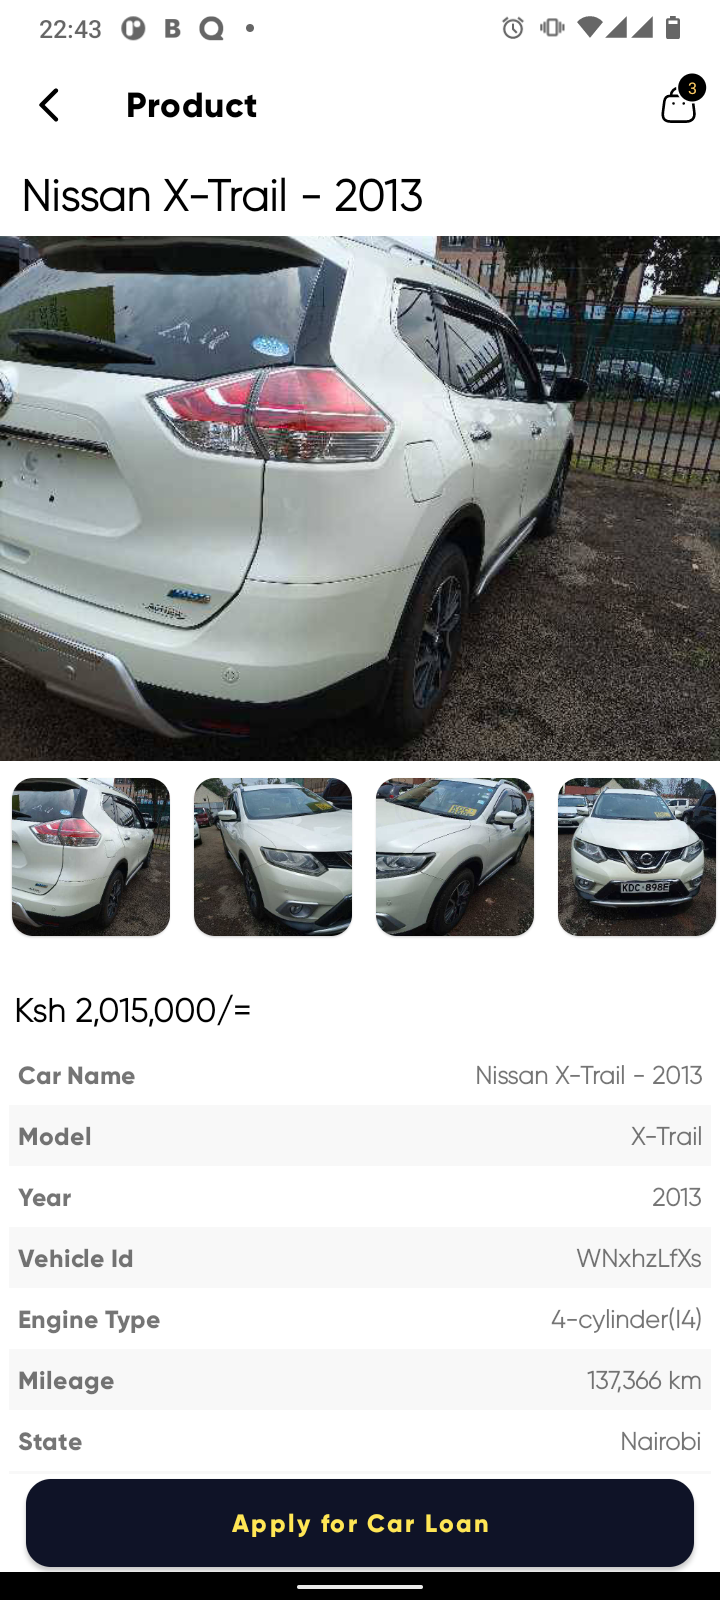 22:43
B
Product
3
Nissan X-Trail - 2013
KDC-898E
Ksh 2,015,000/=
Car Name Nissan X-Trail - 2013
Model X-Trail
Year 2013
Vehicle Id WNxhzLfXs
Engine Type 4-cylinder(I4)
Mileage 137,366 km
State Nairobi
Apply for Car Loan